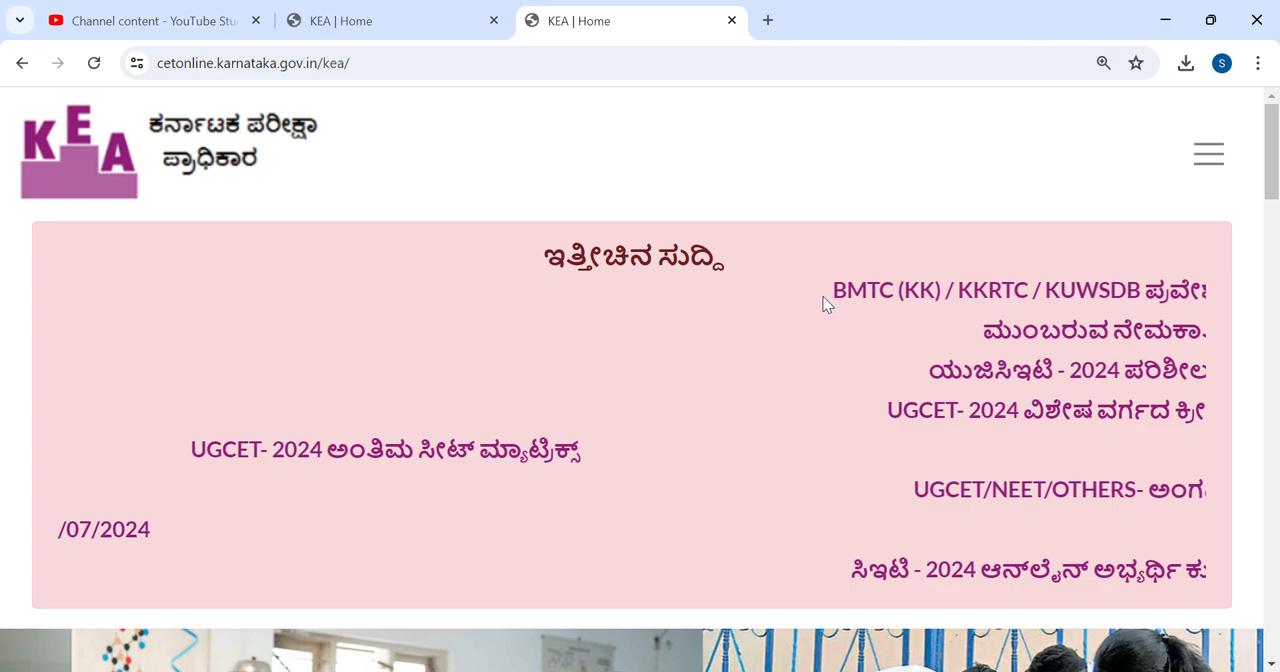 Channel content - YouTube Stu
KEA | Home
KEA | Home
cetonline.karnataka.gov.in/kea/
S
KEA
ಕರ್ನಾಟಕ ಪರೀಕ್ಷಾ
ಪ್ರಾಧಿಕಾರ
ಇತ್ತೀಚಿನ ಸುದ್ದಿ
BMTC (KK) / KKRTC / KUWSDB
ಮುಂಬರುವ
ಯುಜಿಸಿಇಟಿ - 2024
UGCET- 2024 ವಿಶೇಷ ವರ್ಗದ ಕ್ರೀ
UGCET- 2024 ಅಂತಿಮ ಸೀಟ್ ಮ್ಯಾಟ್ರಿಕ್ಸ್
UGCET/NEET/OTHERS-
/07/2024
ಸಿಇಟಿ - 2024 ಆನ್‌ಲೈನ್ ಅಭ್ಯರ್ಥಿ